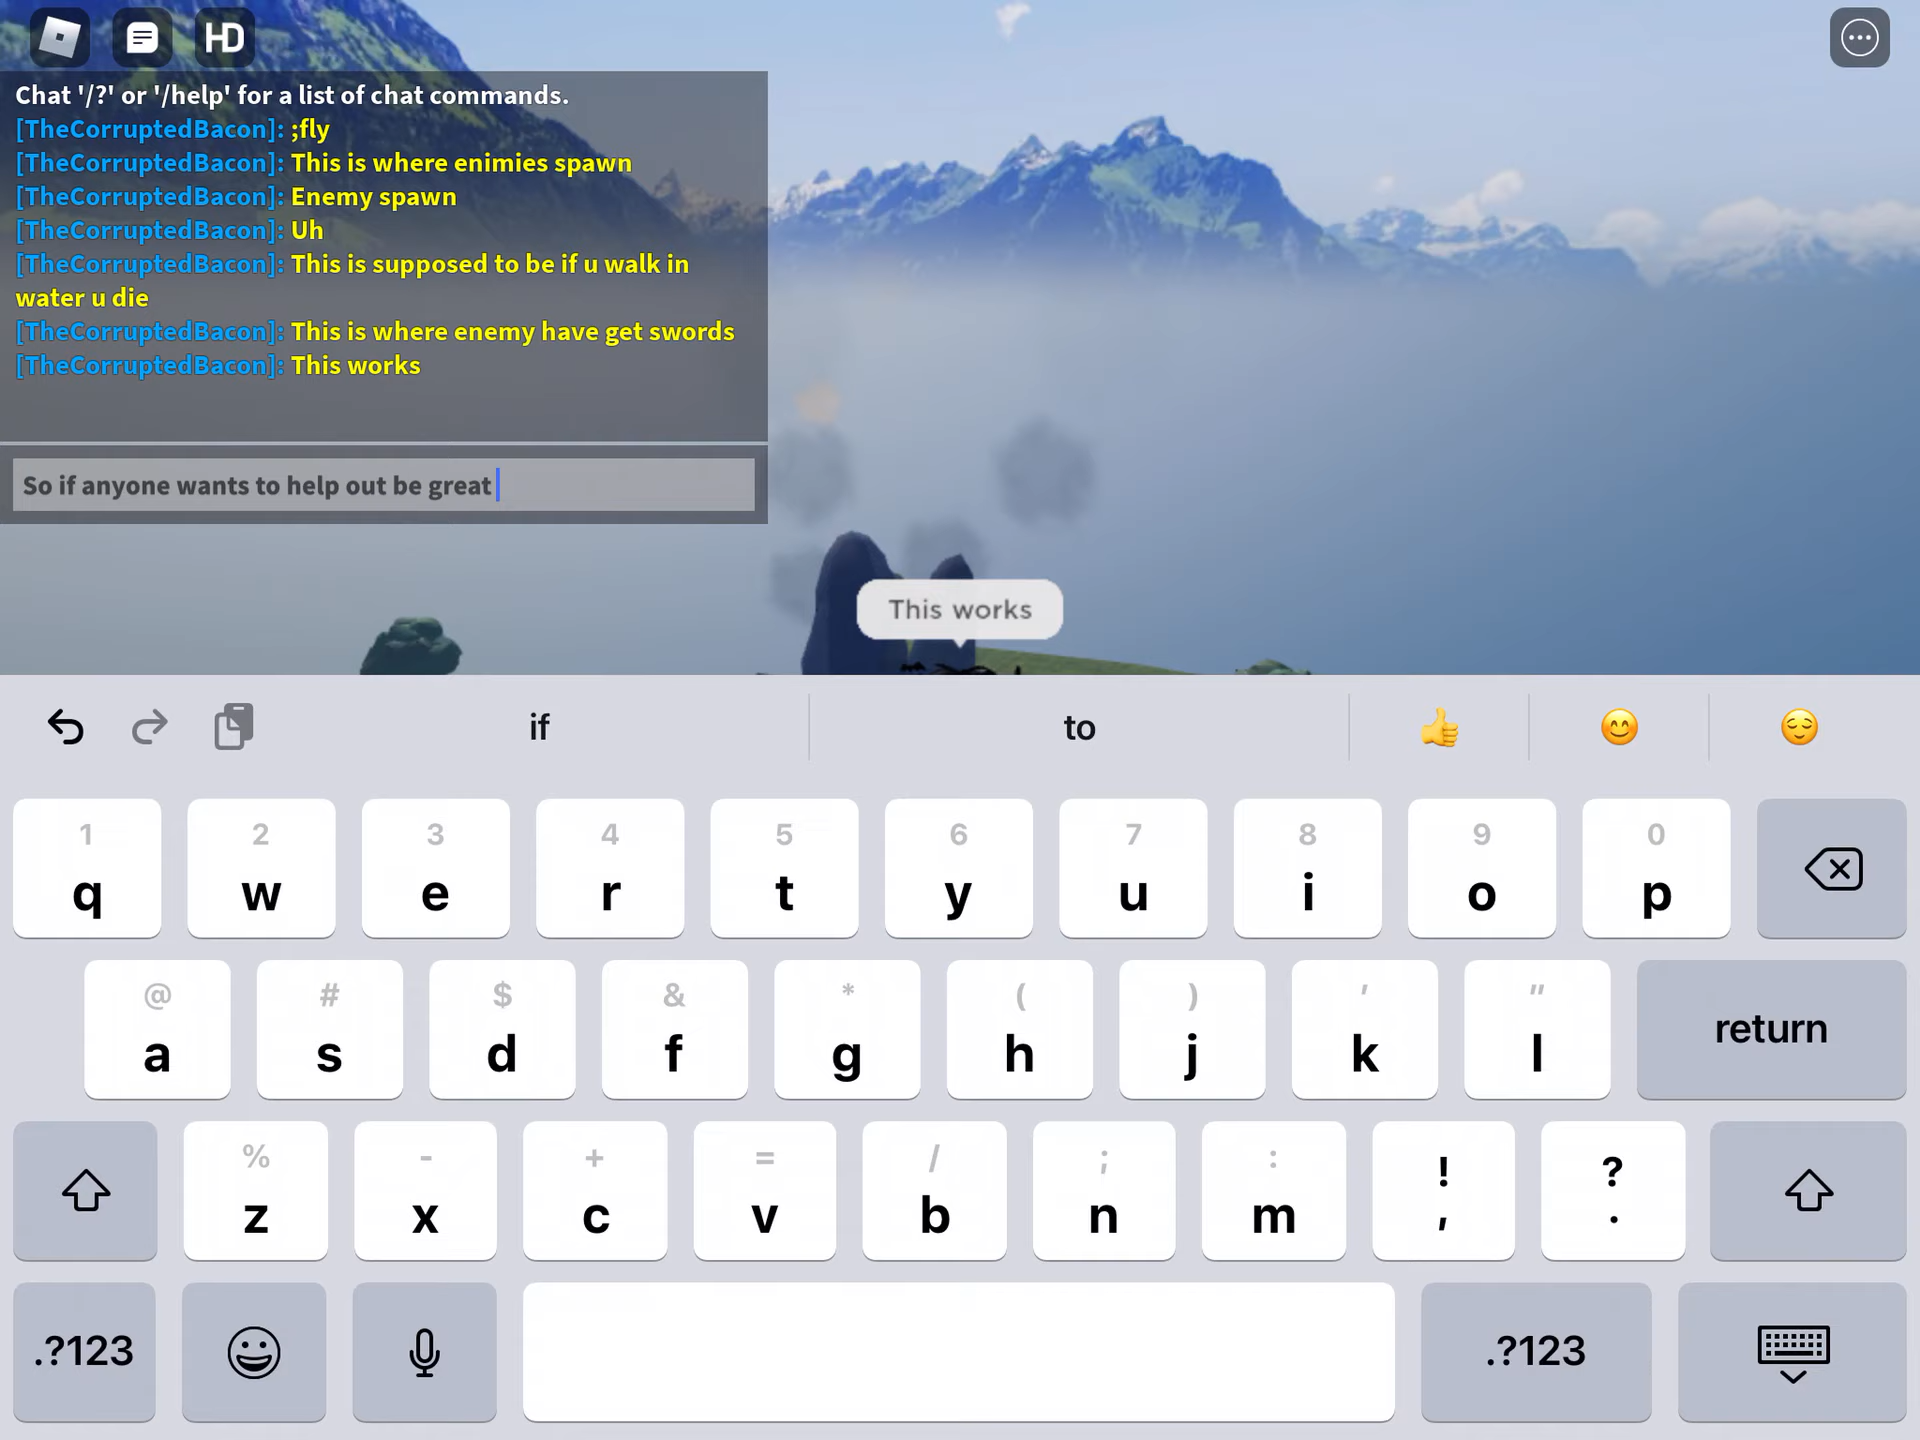 HD
Chat '/?' or '/help' for a list of chat commands.
[TheCorruptedBacon]: ;fly
[TheCorruptedBacon]: This is where enimies spawn
[TheCorruptedBacon]: Enemy spawn
[TheCorruptedBacon]: Uh
[TheCorruptedBacon]: This is supposed to be if u walk in
water u die
[TheCorruptedBacon]: This is where enemy have get swords
[TheCorruptedBacon]: This works
So if anyone wants to help out be great
This works
if to 👍 😊 😌
1 2 3 4 5 6 7 8 9 0
q w e r t y u i o p
@ # $ & * ( ) ' "
a s d f g h j k l return
% - + = / ; : ! ?
z x c v b n m , .
.?123 .?123